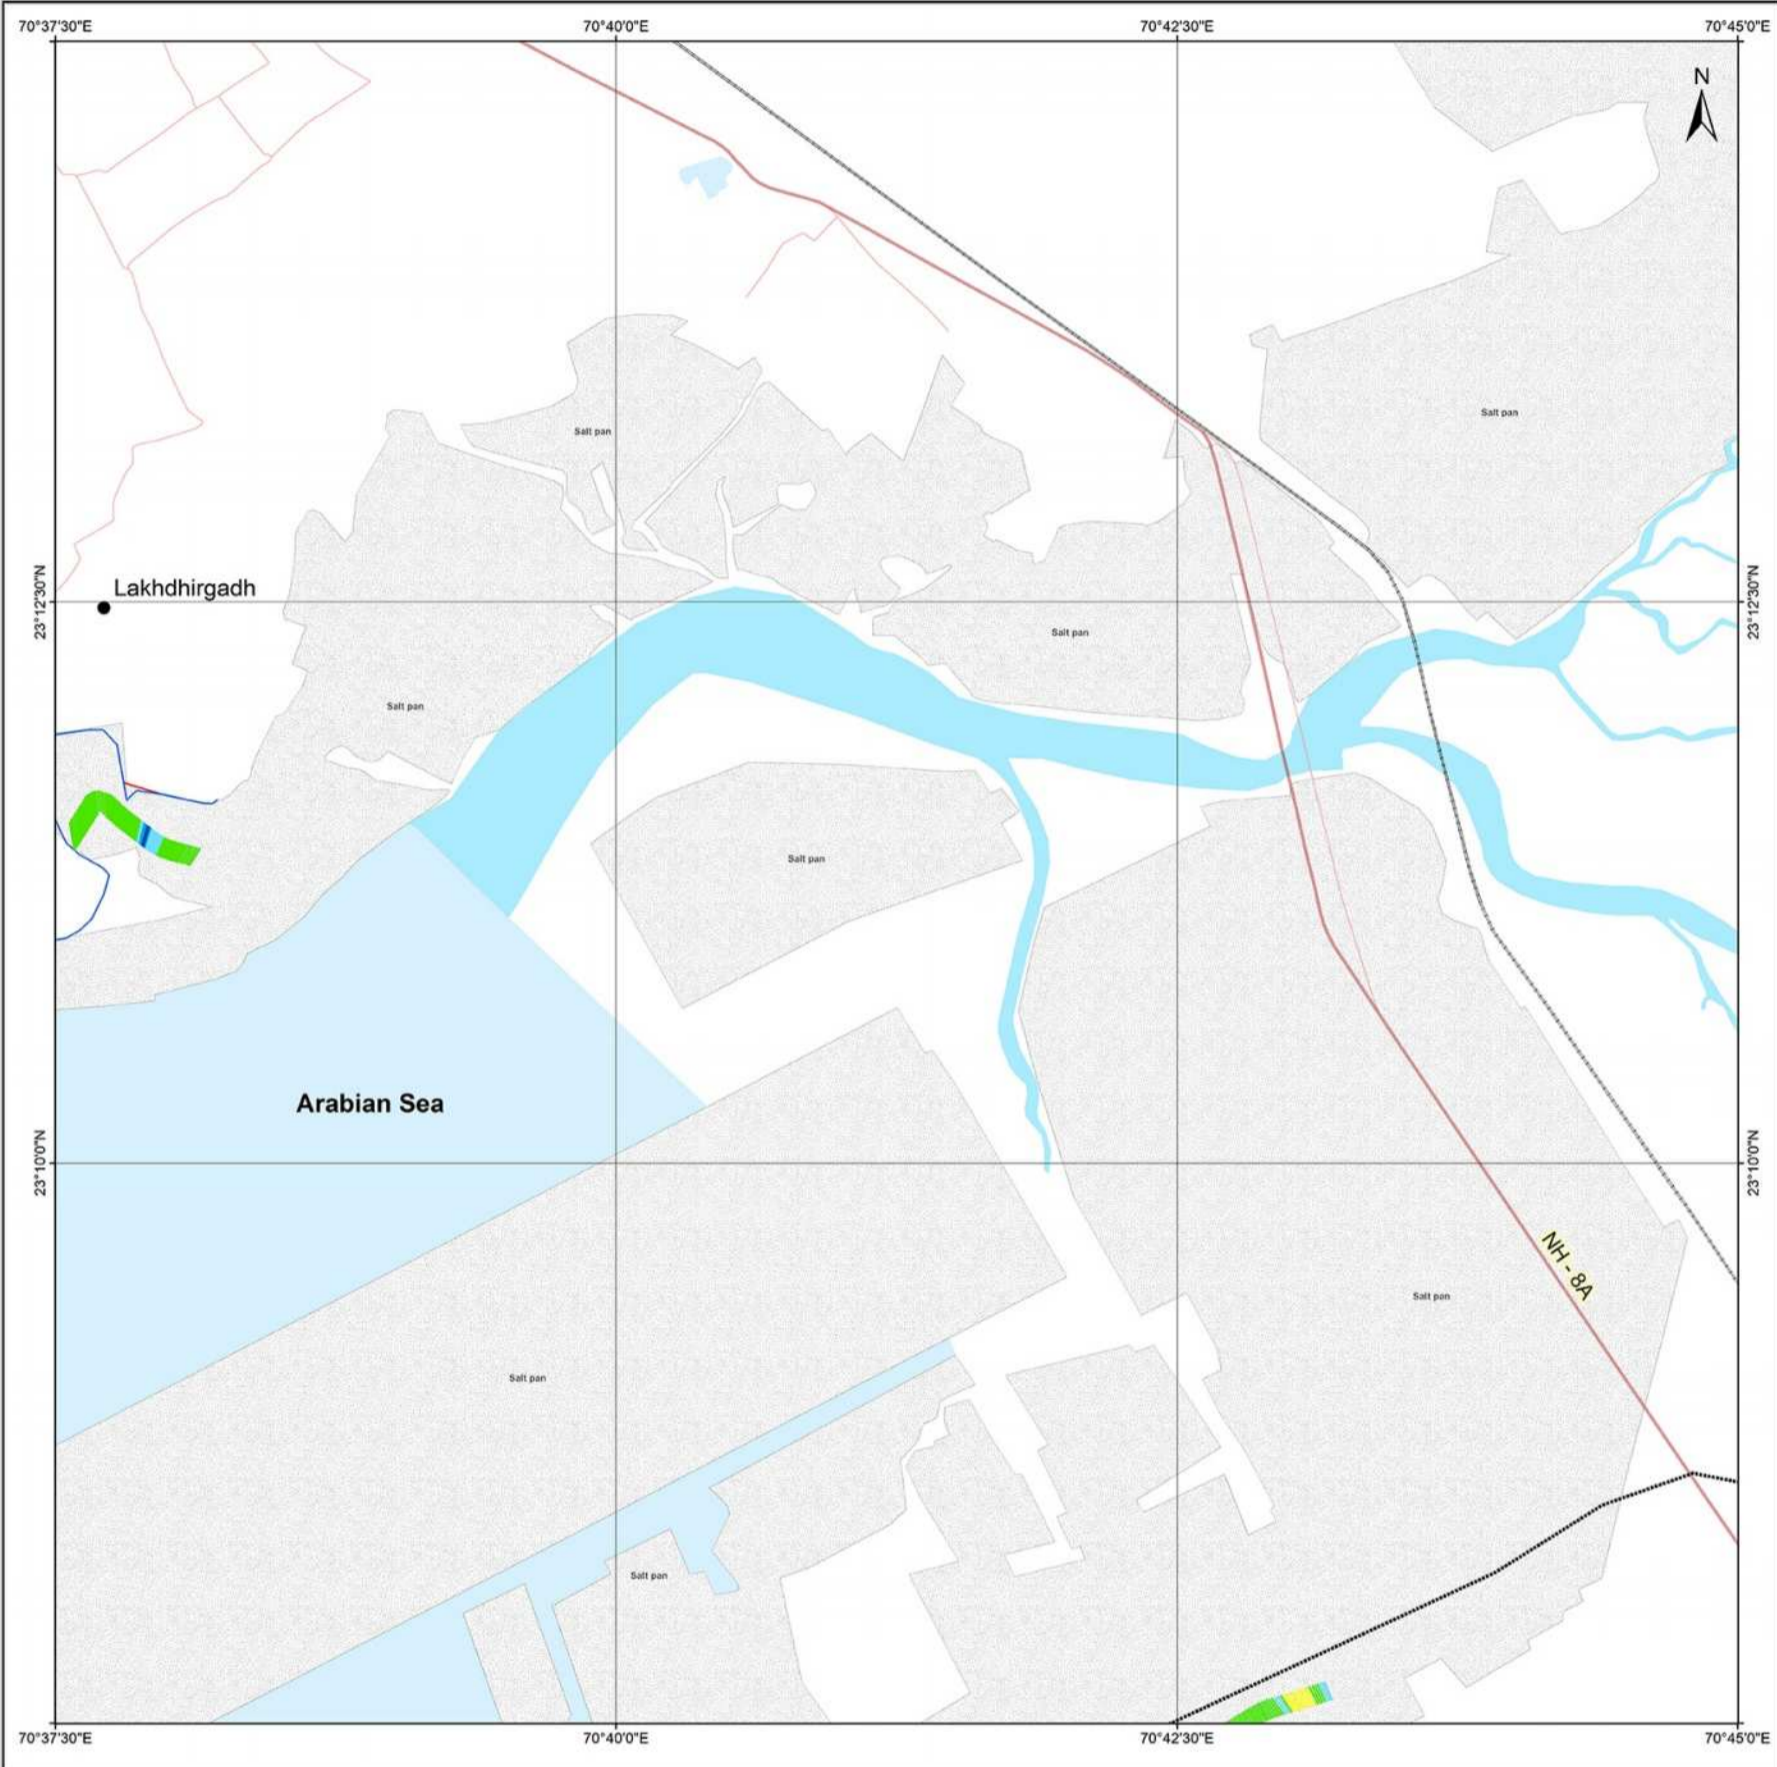 70°37'30"E
70°40'0"E
70°42'30"E
70°45'0"E
N
Salt pan
Salt pan
Lakhdhirgadh
23°12'30"N
23°12'30"N
Salt pan
Salt pan
Salt pan
Arabian Sea
23°10'0"N
23°10'0"N
NH - 8A
Salt pan
Salt pan
Salt pan
70°37'30"E
70°40'0"E
70°42'30"E
70°45'0"E